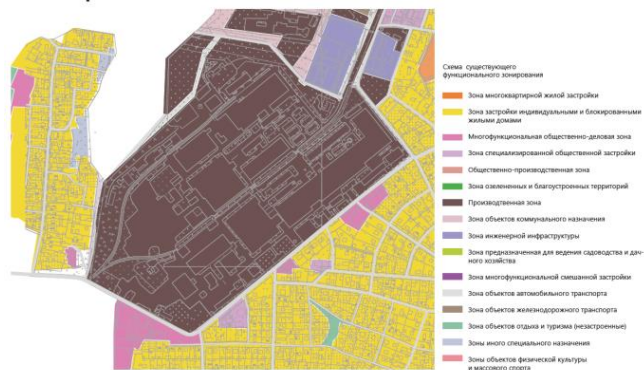 Схема существующего
функционального зонирования
Зона многоквартирной жилой застройки
Зона застройки индивидуальными и блокированными
жилыми домами
Многофункциональная общественно-деловая зона
Зона специализированной общественной застройки
Общественно-производственная зона
Зона озелененных и благоустроенных территорий
Производтвенная зона
Зона объектов коммунального назначения
Зона инженерной инфраструктуры
Зона предназначенная для ведения садоводства и дач-
ного хозяйства
Зона многофункциональной смешанной застройки
Зона объектов автомобильного транспорта
Зона объектов железнодорожного транспорта
Зона объектов отдыха и туризма (незастроенные)
Зоны иного специального назначения
Зоны объектов физической культуры
и массового спорта